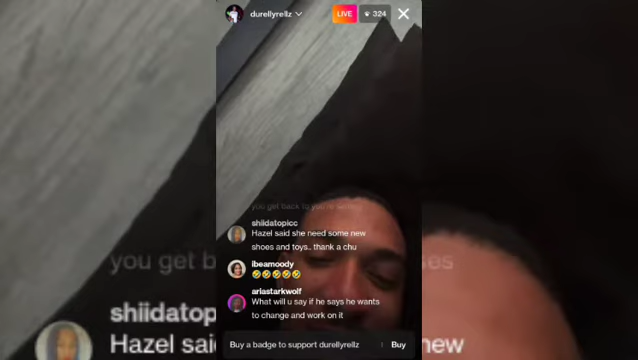 durellyrellz
LIVE
324
you get back to
shiidatopicc
Hazel said she need some new
shoes and toys.. thank a chu
ibeamoody
🤣🤣🤣🤣🤣
ariastarkwolf
What will u say if he says he wants
to change and work on it
Buy a badge to support durellyrellz
Buy
you get b
ses
shiidatop
Hazel said
new